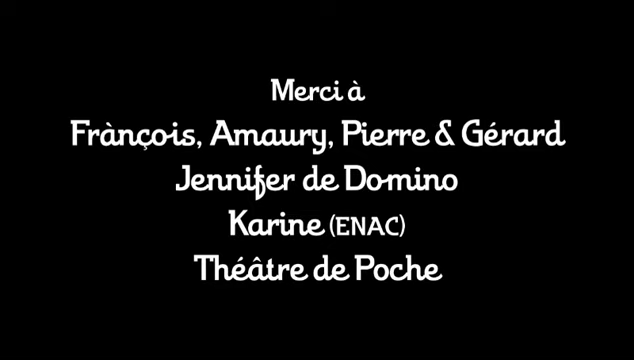 Merci à
Frànçois, Amaury, Pierre & Gérard
Jennifer de Domino
Karine (ENAC)
Théâtre de Poche